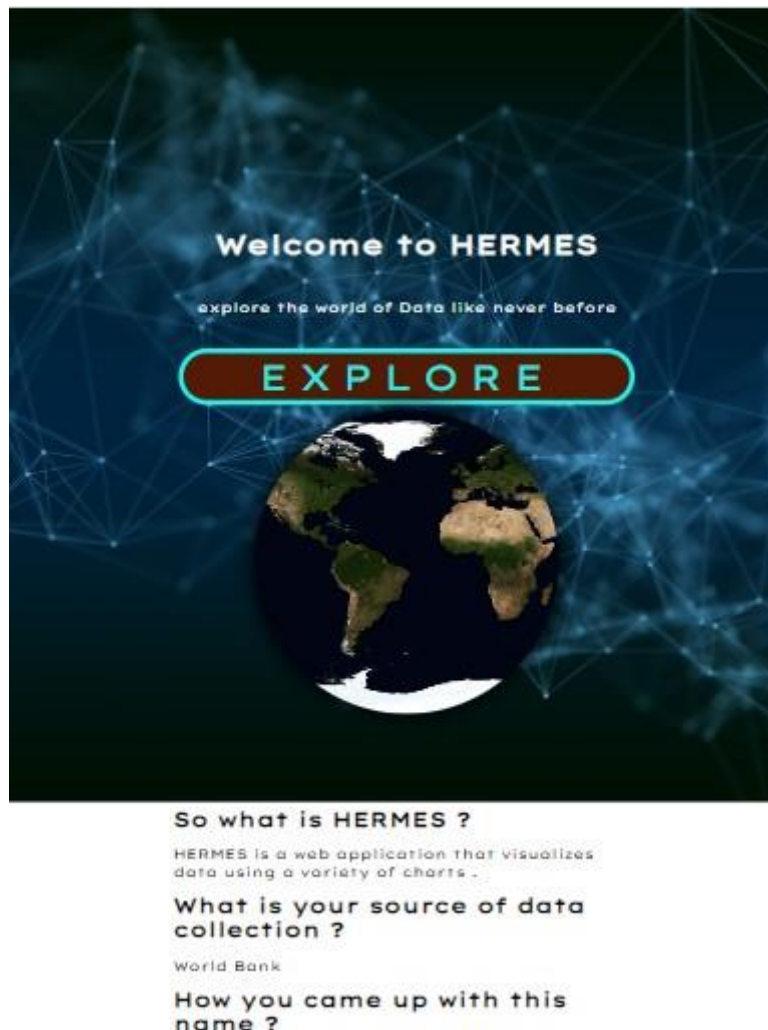 Welcome to HERMES
explore the world of Data like never before
EXPLORE
So what is HERMES ?
HERMES is a web application that visualizes
data using a variety of charts .
What is your source of data
collection ?
World Bank
How you came up with this
name ?